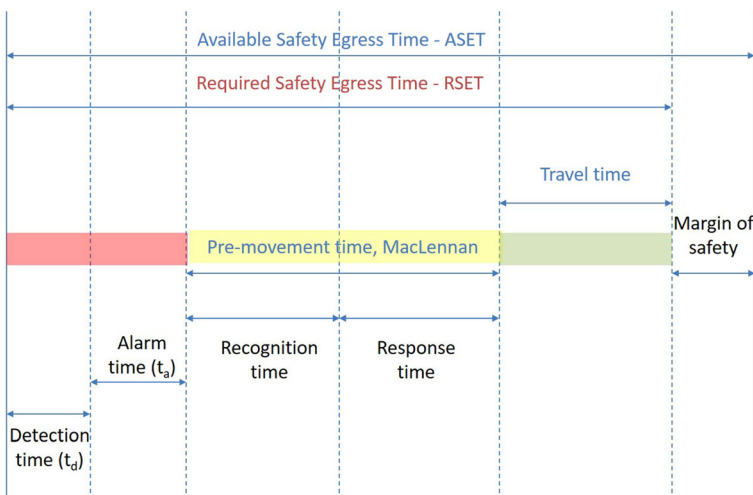 Available Safety Egress Time - ASET
Required Safety Egress Time - RSET
Travel time
Margin of
safety
Pre-movement time, MacLennan
Alarm
time (tₐ)
Recognition
time
Response
time
Detection
time (t_d)